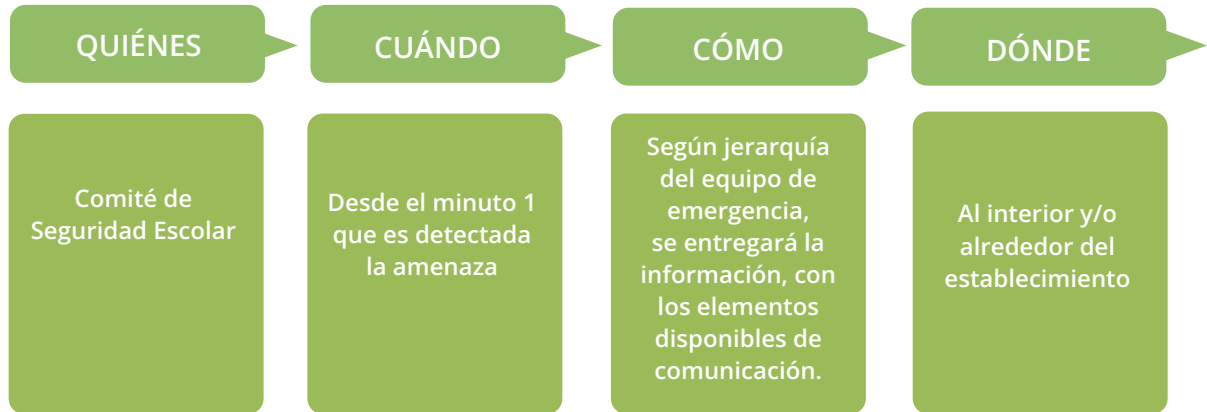 QUIÉNES
CUÁNDO
CÓMO
DÓNDE
Comité de
Seguridad Escolar
Desde el minuto 1
que es detectada
la amenaza
Según jerarquía
del equipo de
emergencia,
se entregará la
información, con
los elementos
disponibles de
comunicación.
Al interior y/o
alrededor del
establecimiento